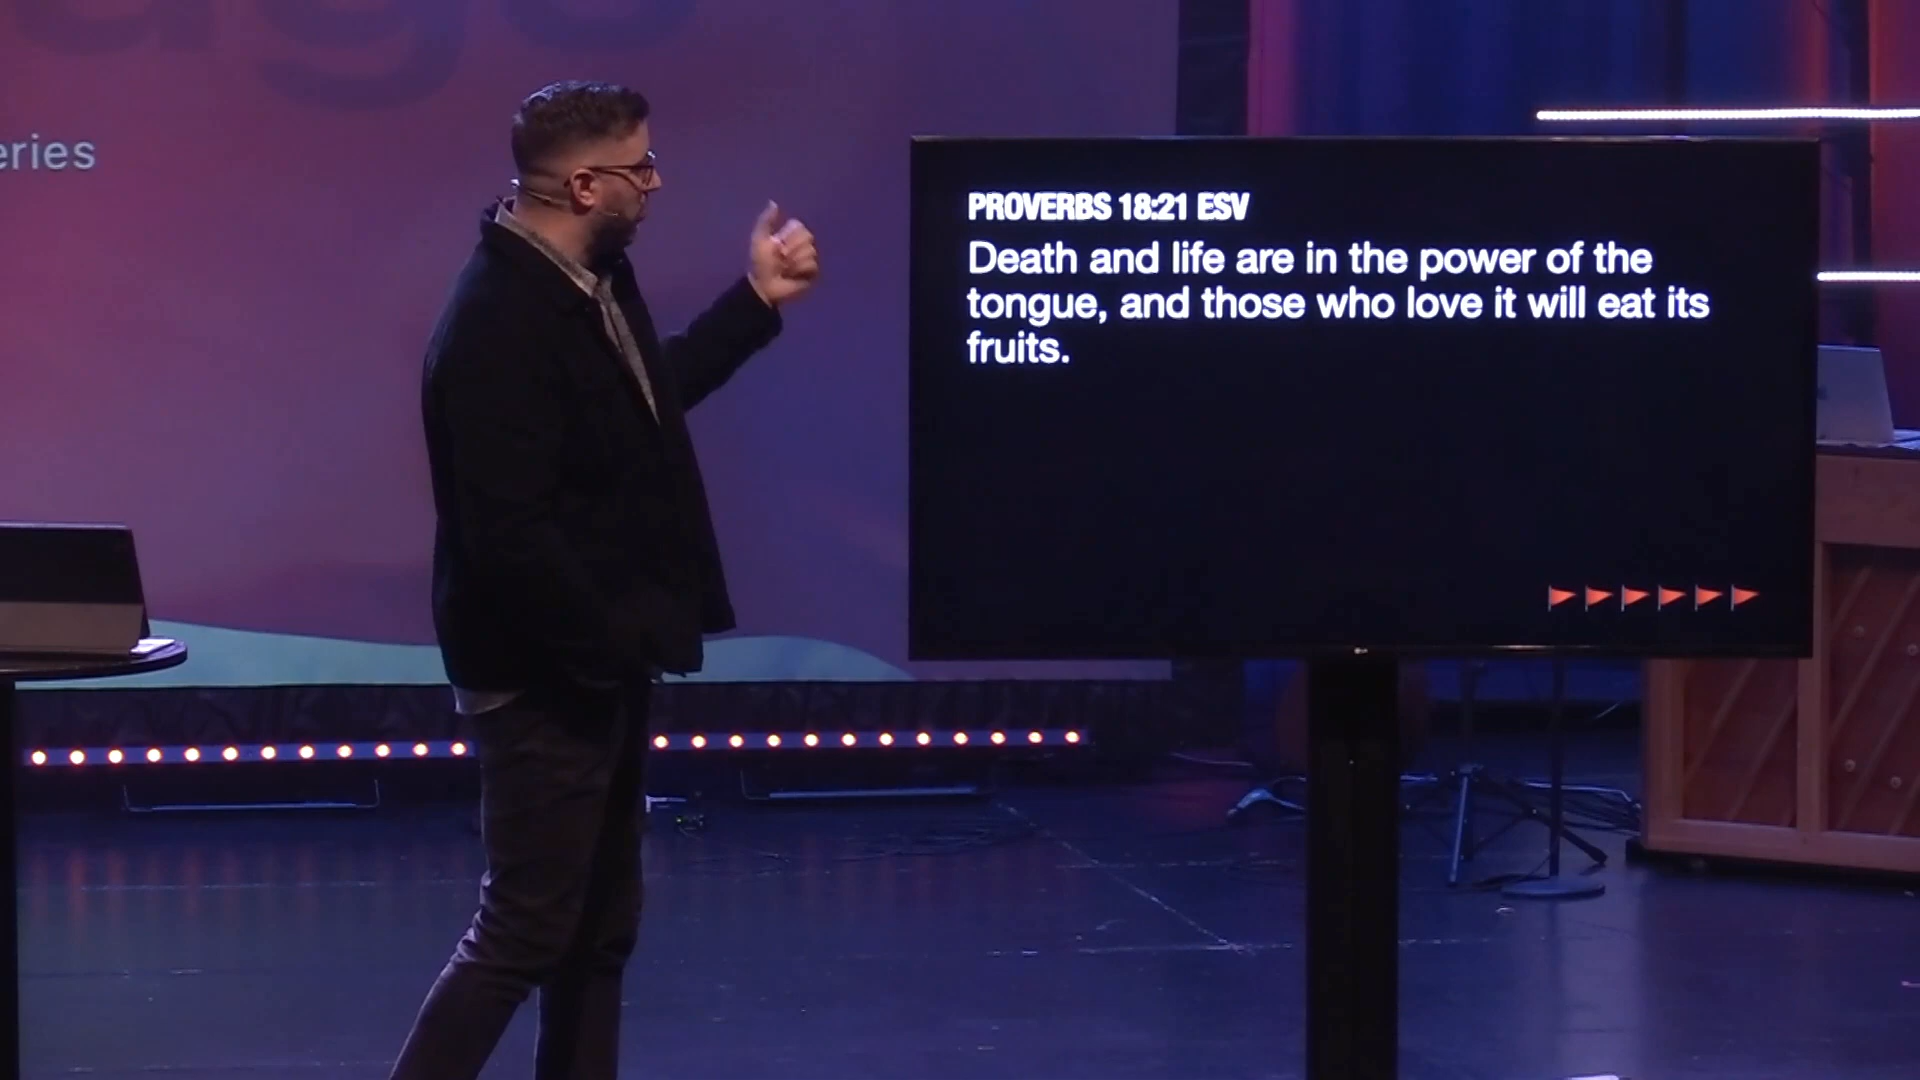 eries
PROVERBS 18:21 ESV
Death and life are in the power of the
tongue, and those who love it will eat its
fruits.